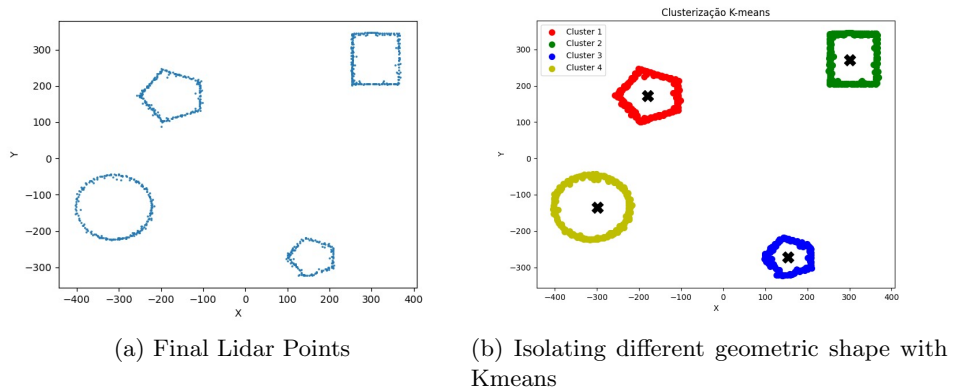 300
200
100
0
−100
−200
−300
Y
−400
−300
−200
−100
0
100
200
300
400
X
(a) Final Lidar Points
Clusterização K-means
Cluster 1
Cluster 2
Cluster 3
Cluster 4
300
200
100
0
−100
−200
−300
Y
−400
−300
−200
−100
0
100
200
300
400
X
(b) Isolating different geometric shape with
Kmeans